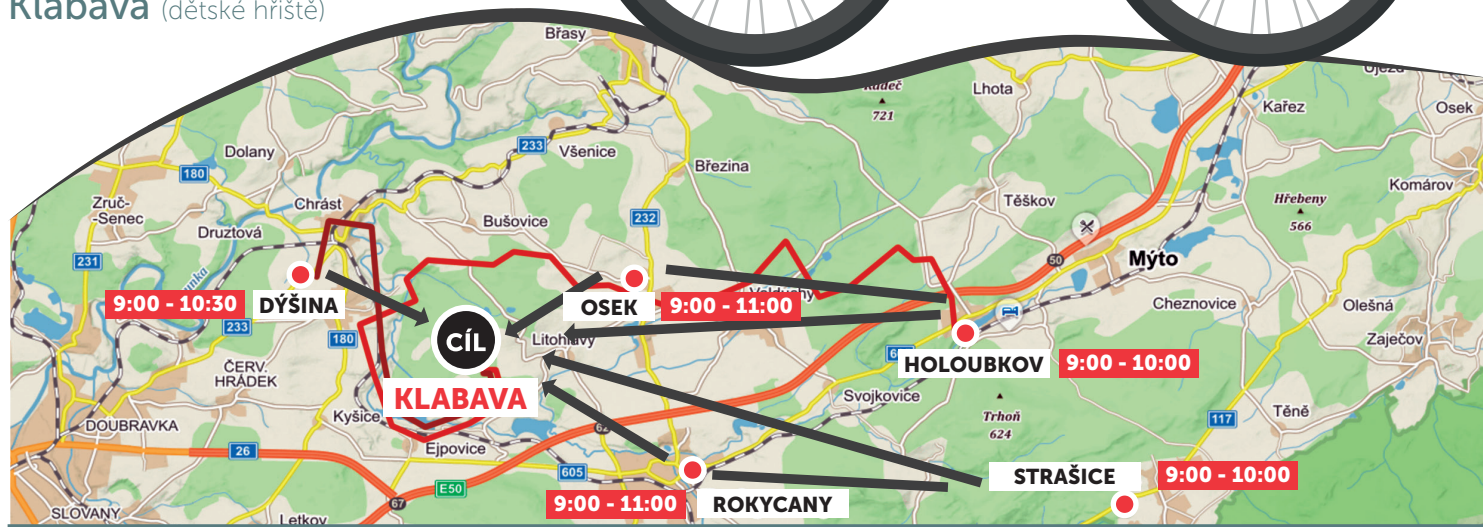 Klabava (dětské hřiště)
Břasy
Radeč
721
Lhota
Kařez
Osek
Dolany
180
233
Všenice
Březina
Komárov
Zruč-
-Senec
Chrást
Těškov
Hřebeny
566
Druztová
Bušovice
232
231
50
Mýto
9:00 - 10:30 DÝŠINA
OSEK 9:00 - 11:00
Cheznovice
Olešná
233
180
CÍL
Litohlavy
HOLOUBKOV 9:00 - 10:00
Zaječov
ČERV.
HRÁDEK
KLABAVA
Svojkovice
Kyšice
Trhoň
624
117
Těně
DOUBRAVKA
Ejpovice
62
26
605
STRAŠICE 9:00 - 10:00
E50
67
9:00 - 11:00 ROKYCANY
SLOVANY
Letkov